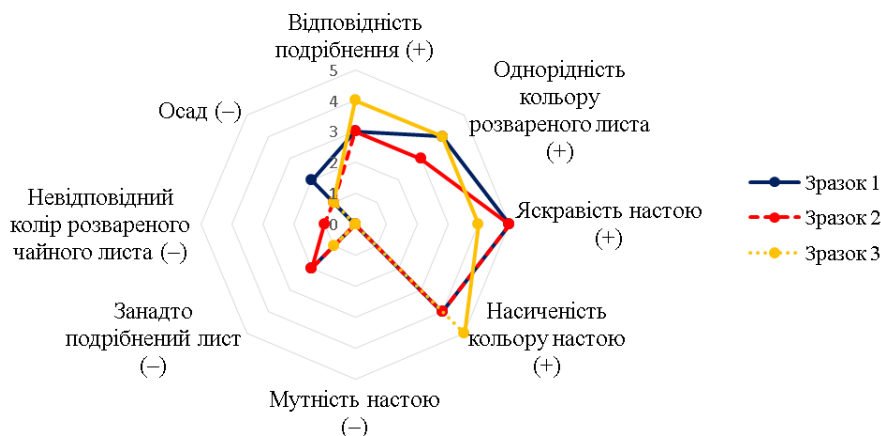 Відповідність
подрібнення (+)
Однорідність
кольору
розвареного листа
(+)
Яскравість настою
(+)
Насиченість
кольору настою
(+)
Мутність настою
(–)
Занадто
подрібнений лист
(–)
Невідповідний
колір розвареного
чайного листа (–)
Осад (–)
5
4
3
2
1
0
Зразок 1
Зразок 2
Зразок 3